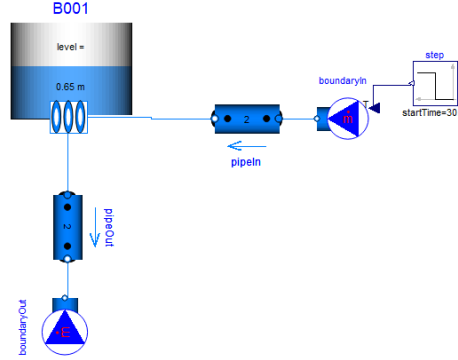 B001
level =
0.65 m
step
boundaryIn
startTime=30
2
m
pipeIn
2
pipeOut
boundaryOut